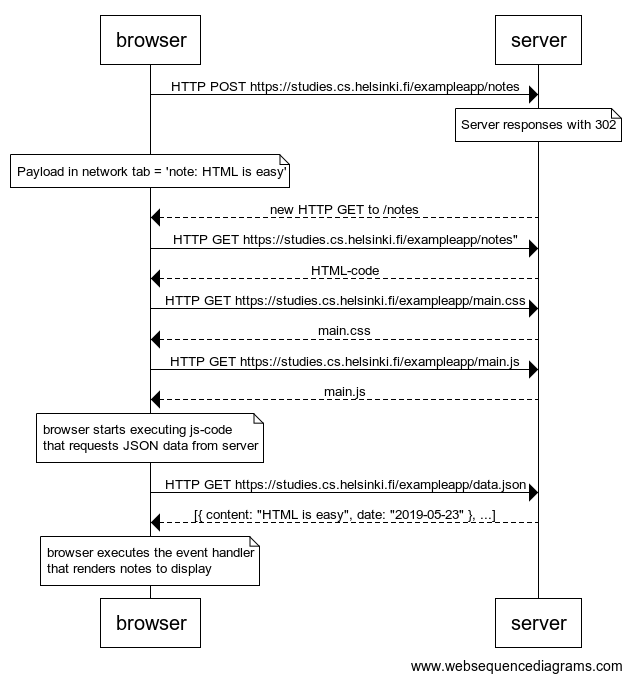 browser
server
HTTP POST https://studies.cs.helsinki.fi/exampleapp/notes
Server responses with 302
Payload in network tab = 'note: HTML is easy'
new HTTP GET to /notes
HTTP GET https://studies.cs.helsinki.fi/exampleapp/notes"
HTML-code
HTTP GET https://studies.cs.helsinki.fi/exampleapp/main.css
main.css
HTTP GET https://studies.cs.helsinki.fi/exampleapp/main.js
main.js
browser starts executing js-code
that requests JSON data from server
HTTP GET https://studies.cs.helsinki.fi/exampleapp/data.json
[{ content: "HTML is easy", date: "2019-05-23" }, ...]
browser executes the event handler
that renders notes to display
browser
server
www.websequencediagrams.com